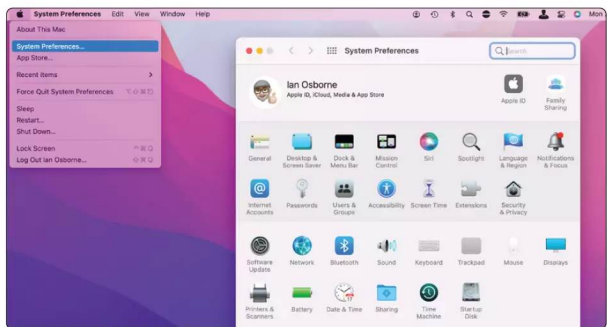 System Preferences Edit View Window Help Mon
About This Mac
System Preferences...
App Store...
Recent Items
Force Quit System Preferences
Sleep
Restart...
Shut Down...
Lock Screen
Log Out Ian Osborne...
System Preferences
Search
Ian Osborne
Apple ID, iCloud, Media & App Store
Apple ID
Family
Sharing
General Desktop & Dock & Mission Siri Spotlight Language Notifications
Screen Saver Menu Bar Control & Region & Focus
Internet Passwords Users & Accessibility Screen Time Extensions Security
Accounts Groups & Privacy
Software Network Bluetooth Sound Keyboard Trackpad Mouse Displays
Update
Printers & Battery Date & Time Sharing Time Startup
Scanners Machine Disk